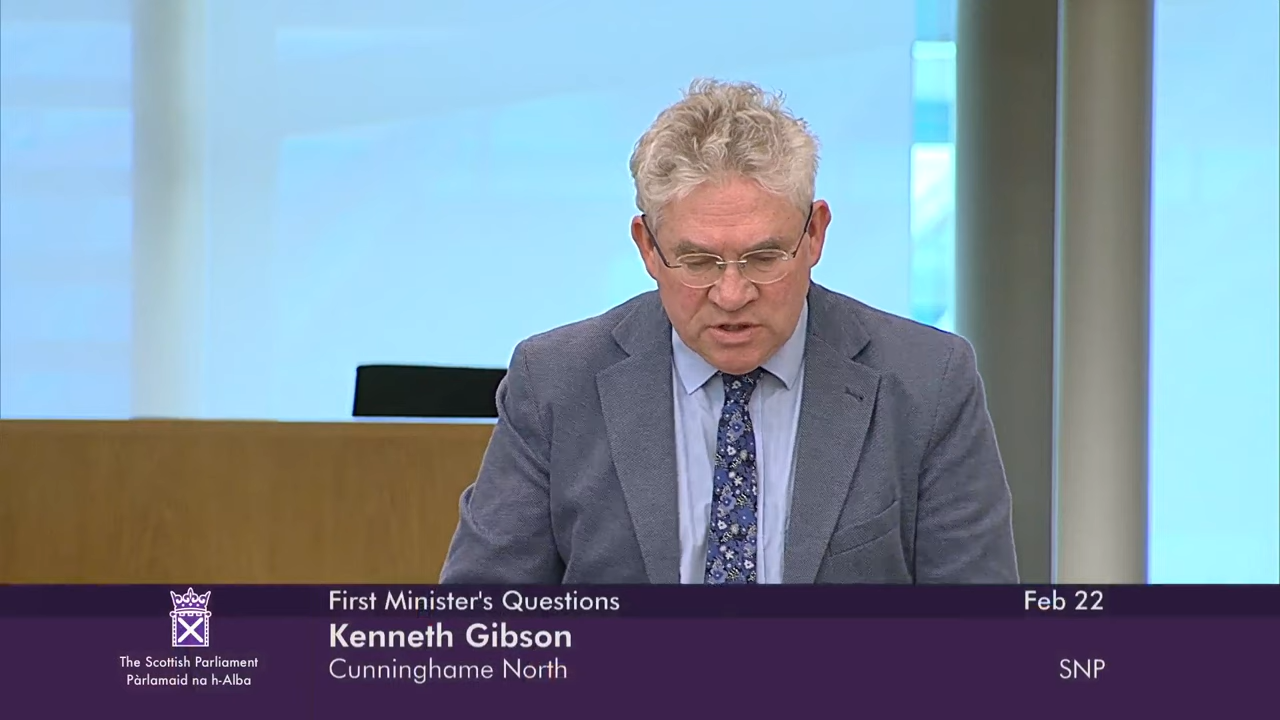 First Minister's Questions
Feb 22
Kenneth Gibson
Cunninghame North
SNP
The Scottish Parliament
Pàrlamaid na h-Alba